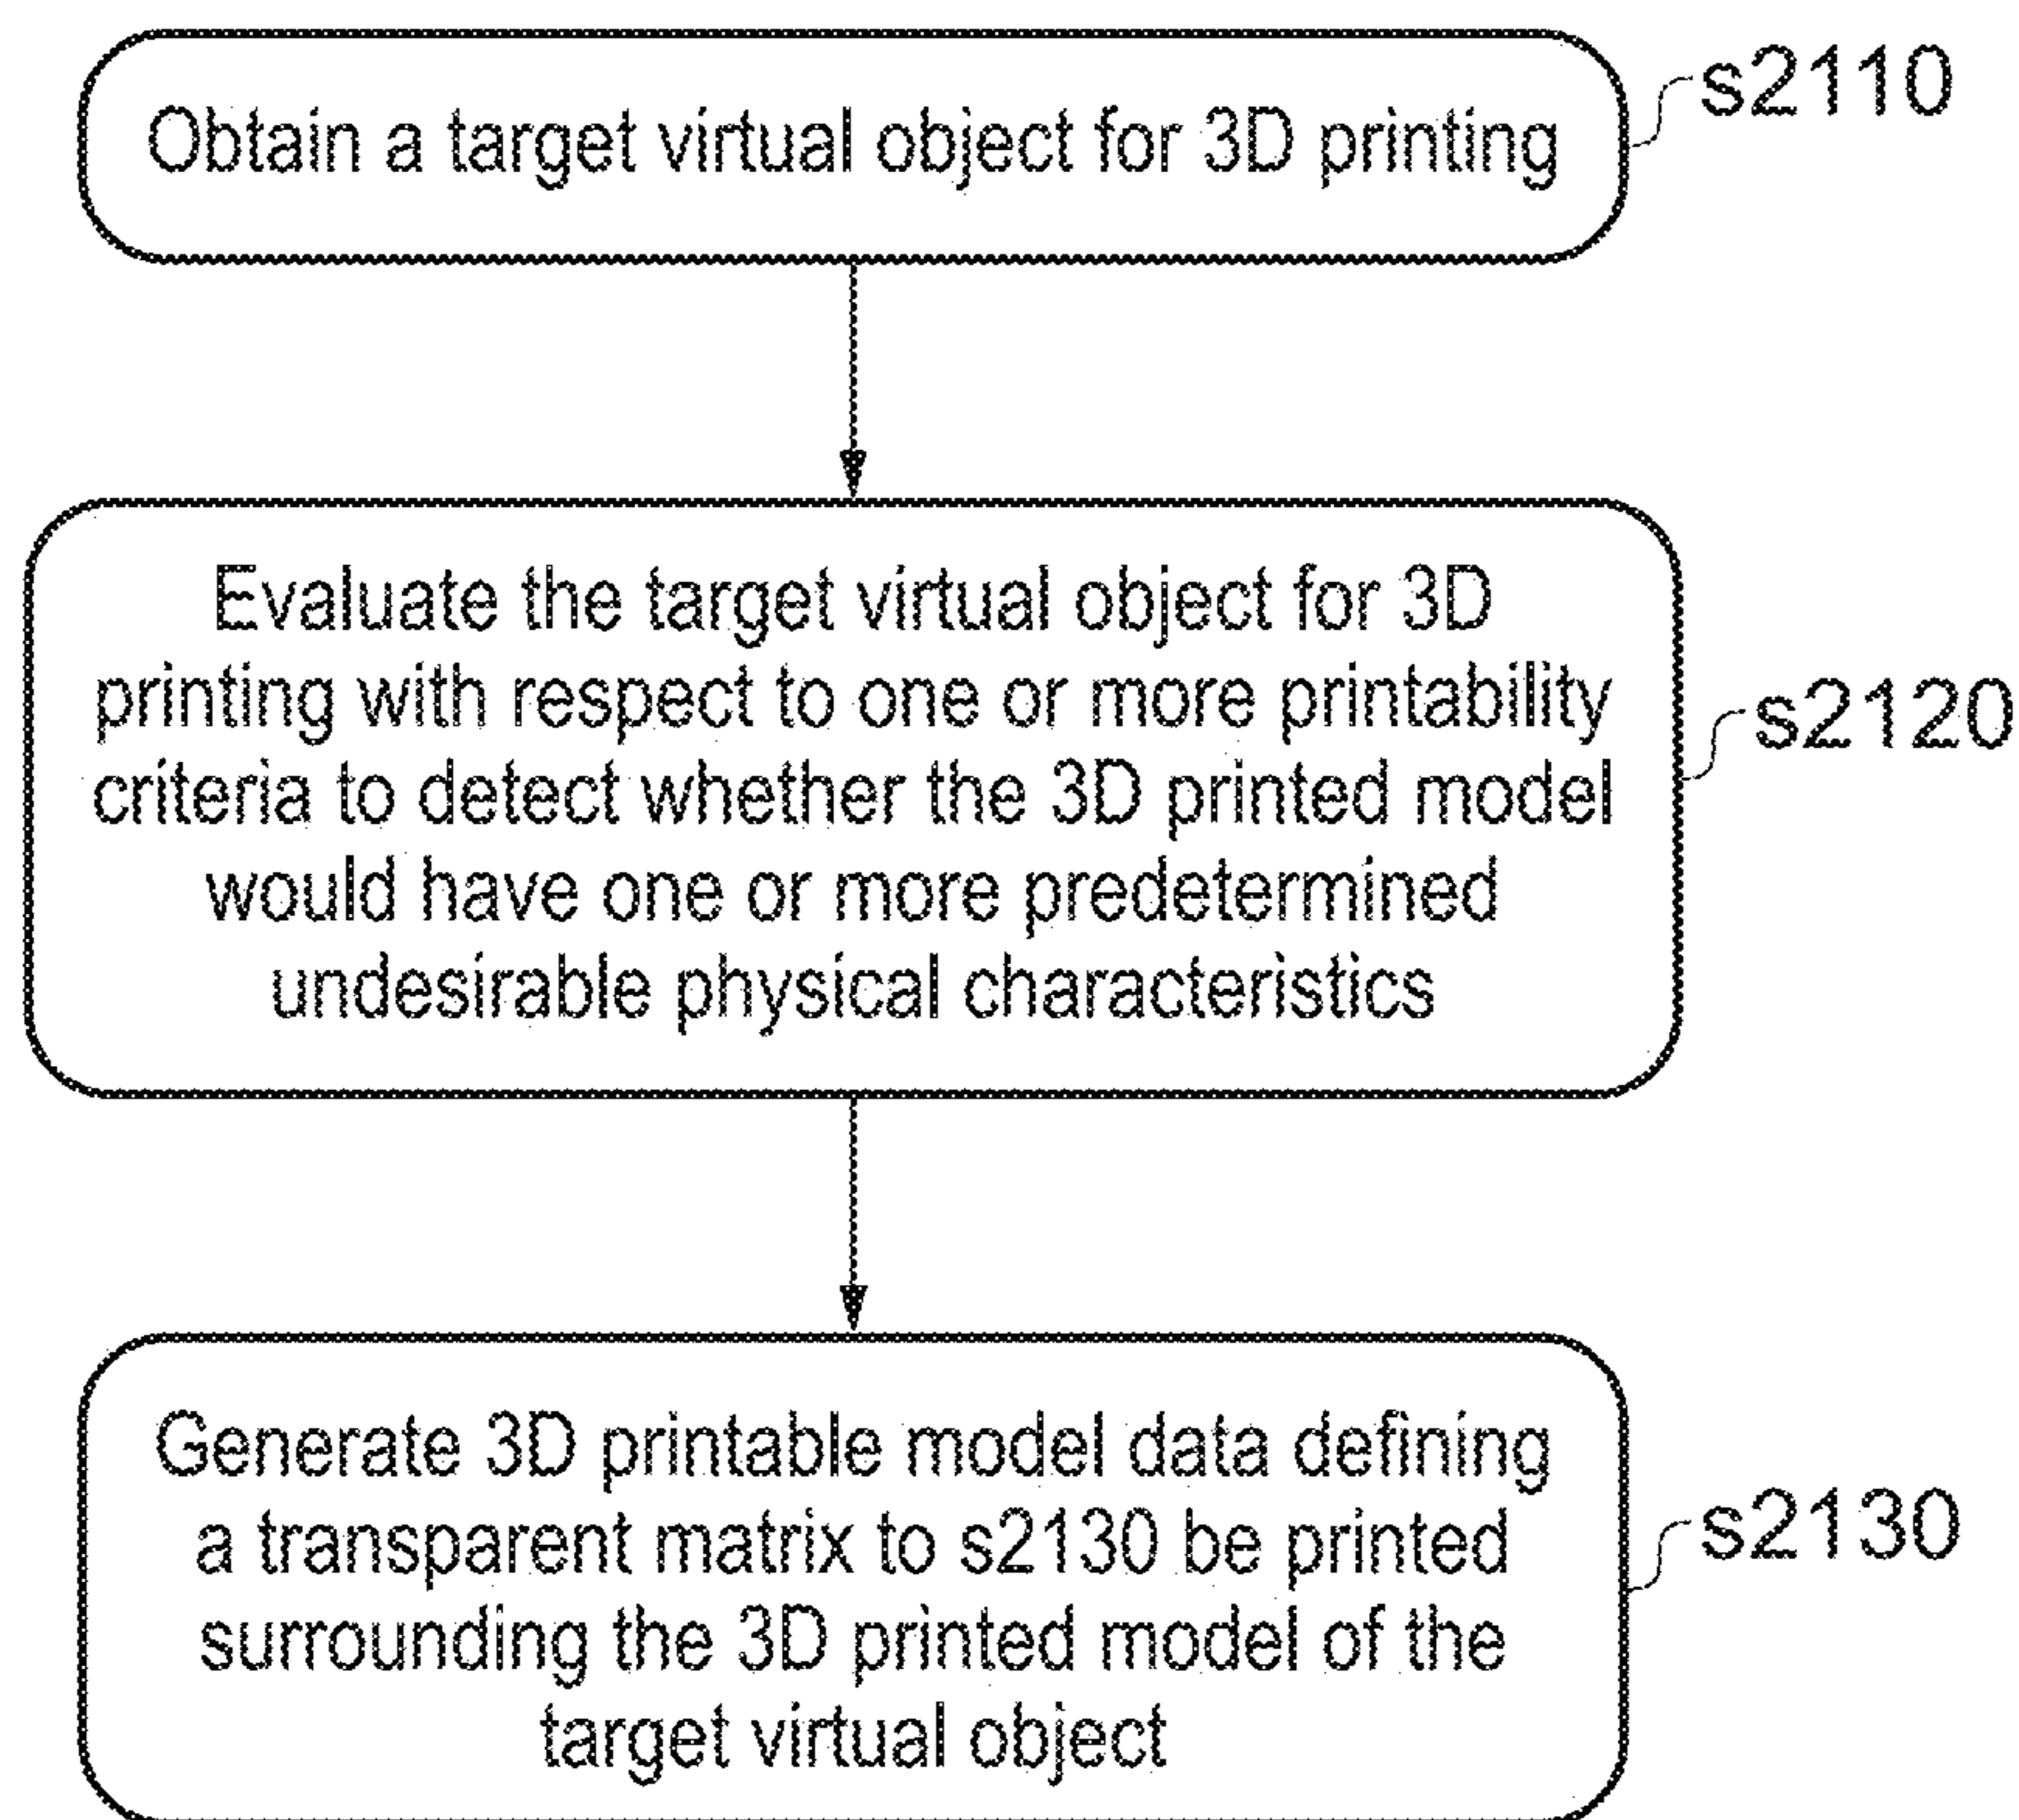 Obtain a target virtual object for 3D printing
s2110
Evaluate the target virtual object for 3D
printing with respect to one or more printability
criteria to detect whether the 3D printed model
would have one or more predetermined
undesirable physical characteristics
s2120
Generate 3D printable model data defining
a transparent matrix to s2130 be printed
surrounding the 3D printed model of the
target virtual object
s2130